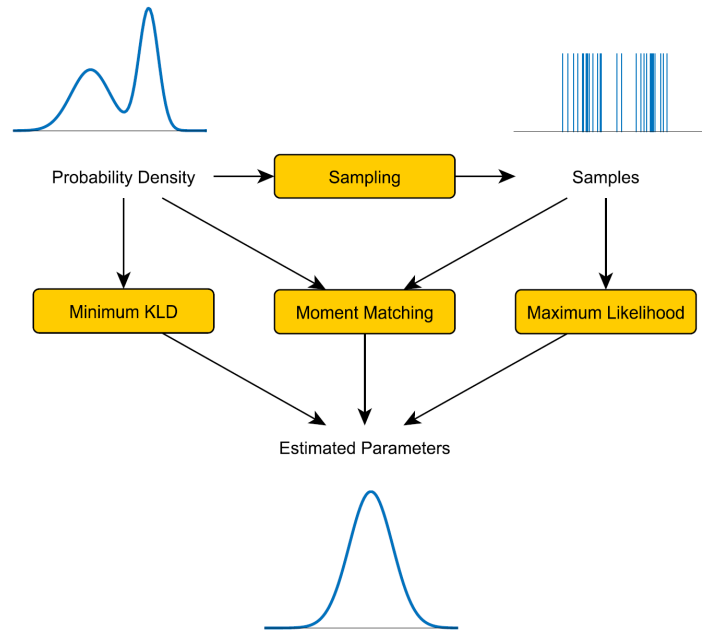 Probability Density
Sampling
Samples
Minimum KLD
Moment Matching
Maximum Likelihood
Estimated Parameters